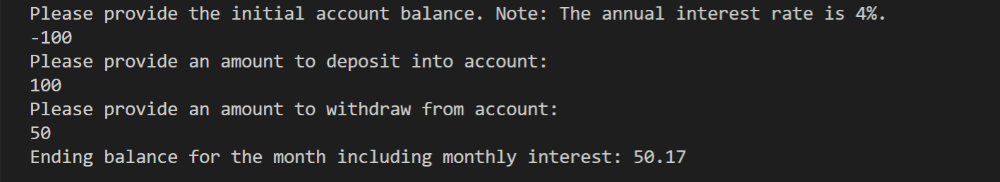 Please provide the initial account balance. Note: The annual interest rate is 4%.
-100
Please provide an amount to deposit into account:
100
Please provide an amount to withdraw from account:
50
Ending balance for the month including monthly interest: 50.17